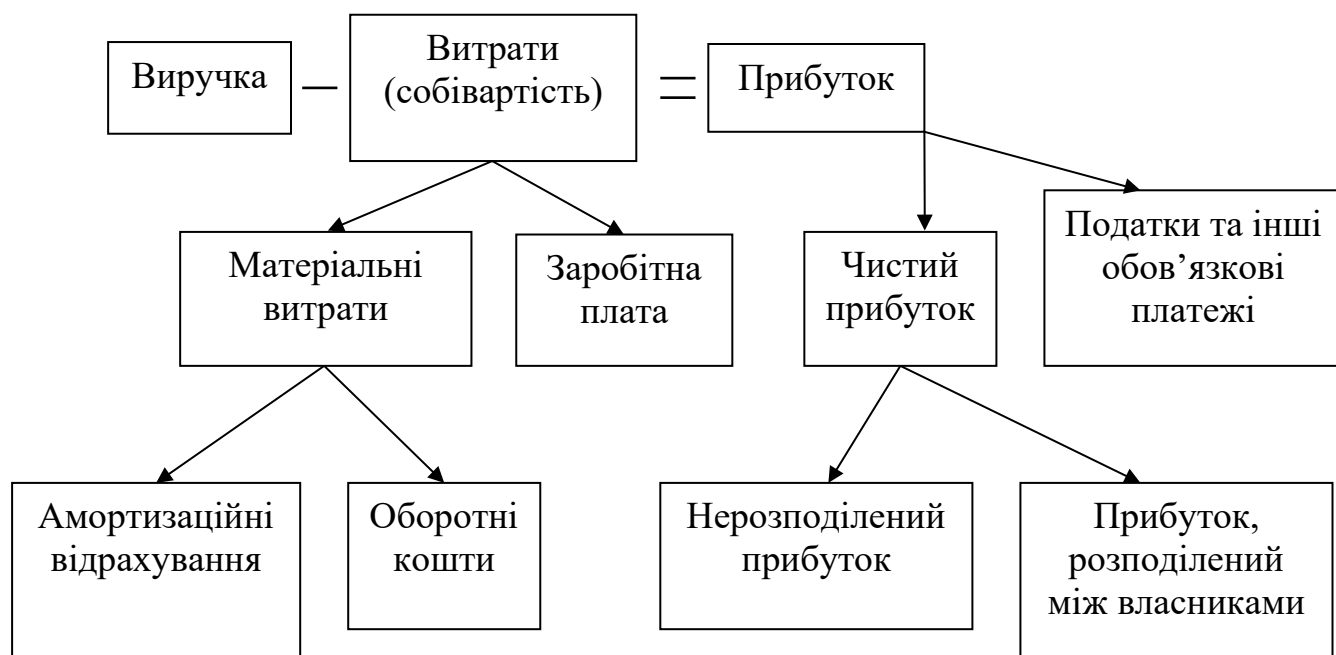 Виручка
–
Витрати
(собівартість)
=
Прибуток
Матеріальні
витрати
Заробітна
плата
Чистий
прибуток
Податки та інші
обов’язкові
платежі
Амортизаційні
відрахування
Оборотні
кошти
Нерозподілений
прибуток
Прибуток,
розподілений
між власниками